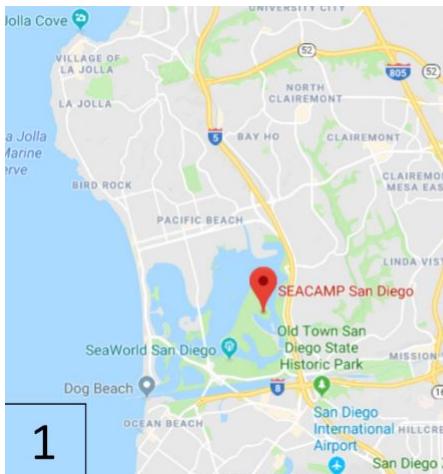 UNIVERSITY CITY
Jolla Cove
52
VILLAGE OF
LA JOLLA
805
52
NORTH
CLAIREMONT
LA JOLLA
5
BAY HO
CLAIREMONT
a Jolla
Marine
erve
CLAIREMO
MESA EAS
BIRD ROCK
PACIFIC BEACH
LINDA VIST
SEACAMP San Diego
Old Town San
Diego State
Historic Park
SeaWorld San Diego
MISSION
Dog Beach
8
16
OCEAN BEACH
San Diego
International
Airport
HILLCRE
1
San Diego